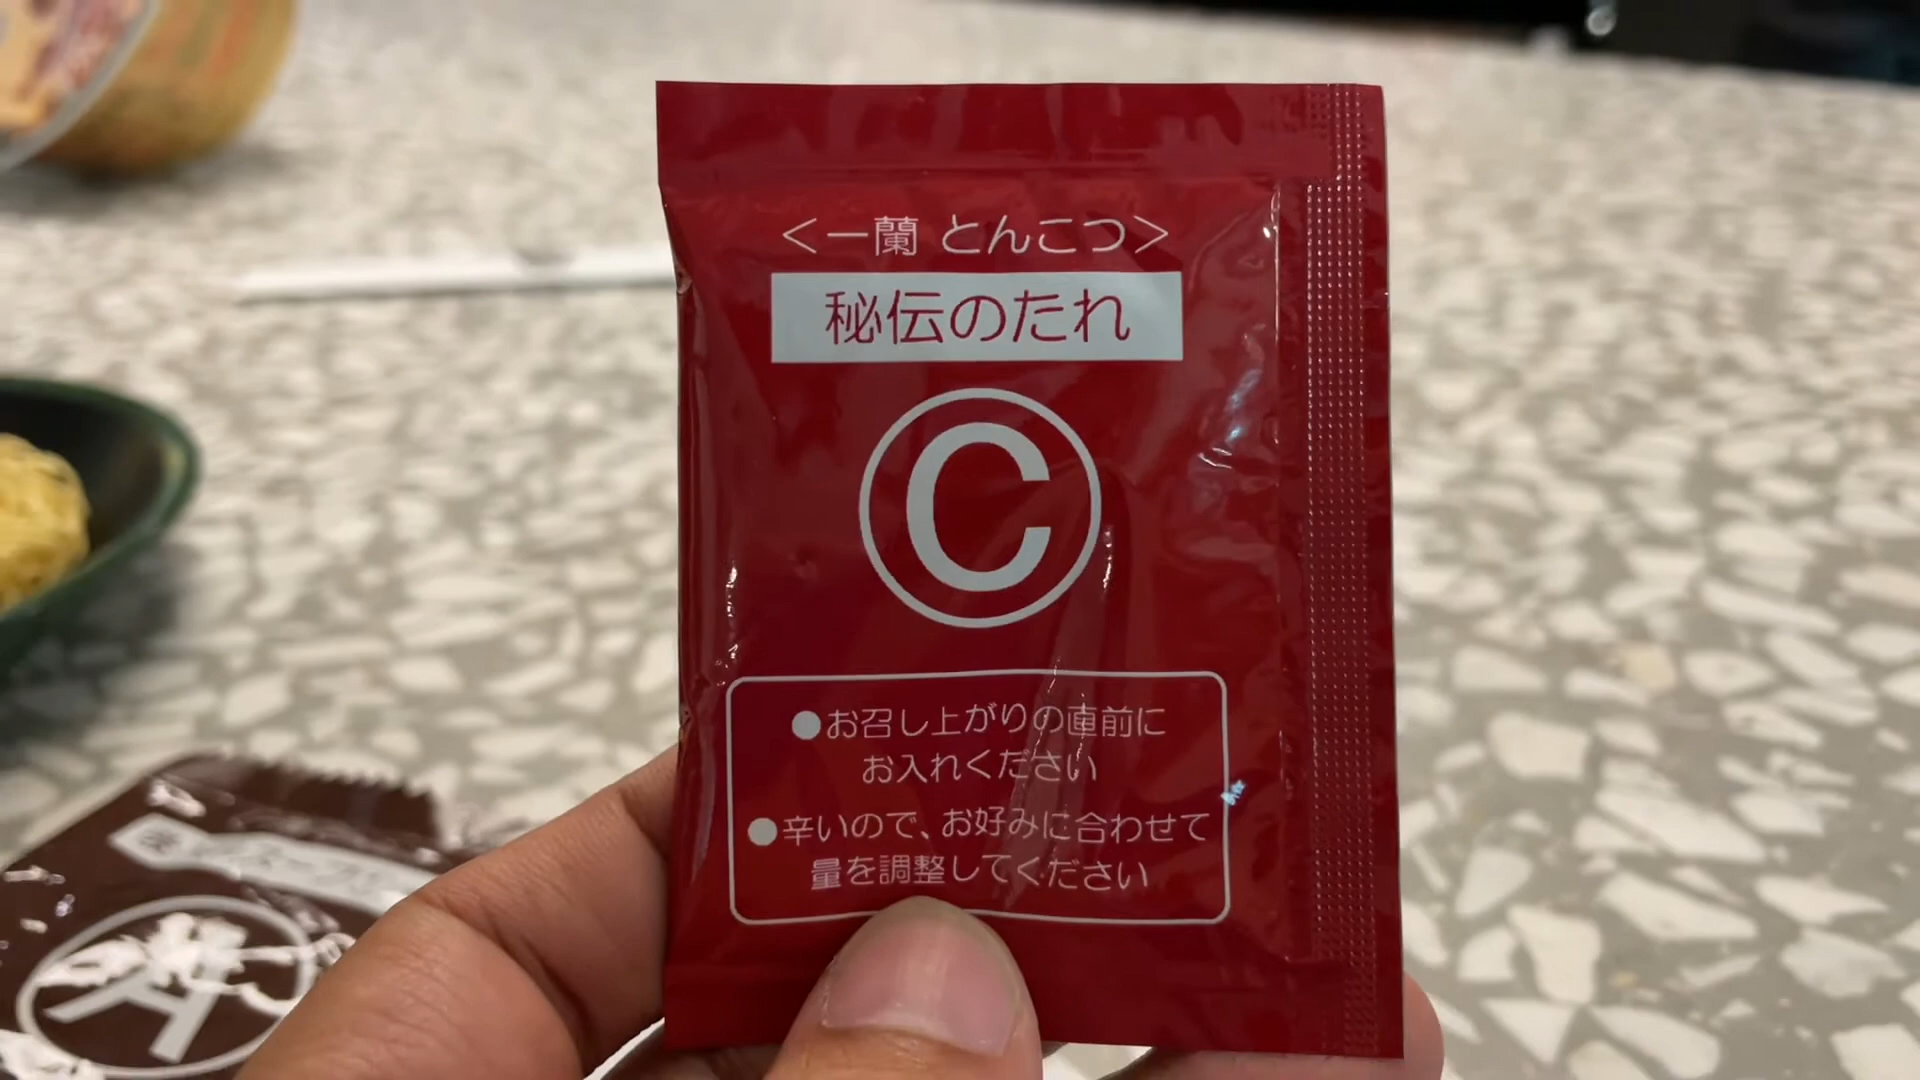 <一蘭 とんこつ>
秘伝のたれ
C
●お召し上がりの直前に
お入れください
●辛いので、お好みに合わせて
量を調整してください
A